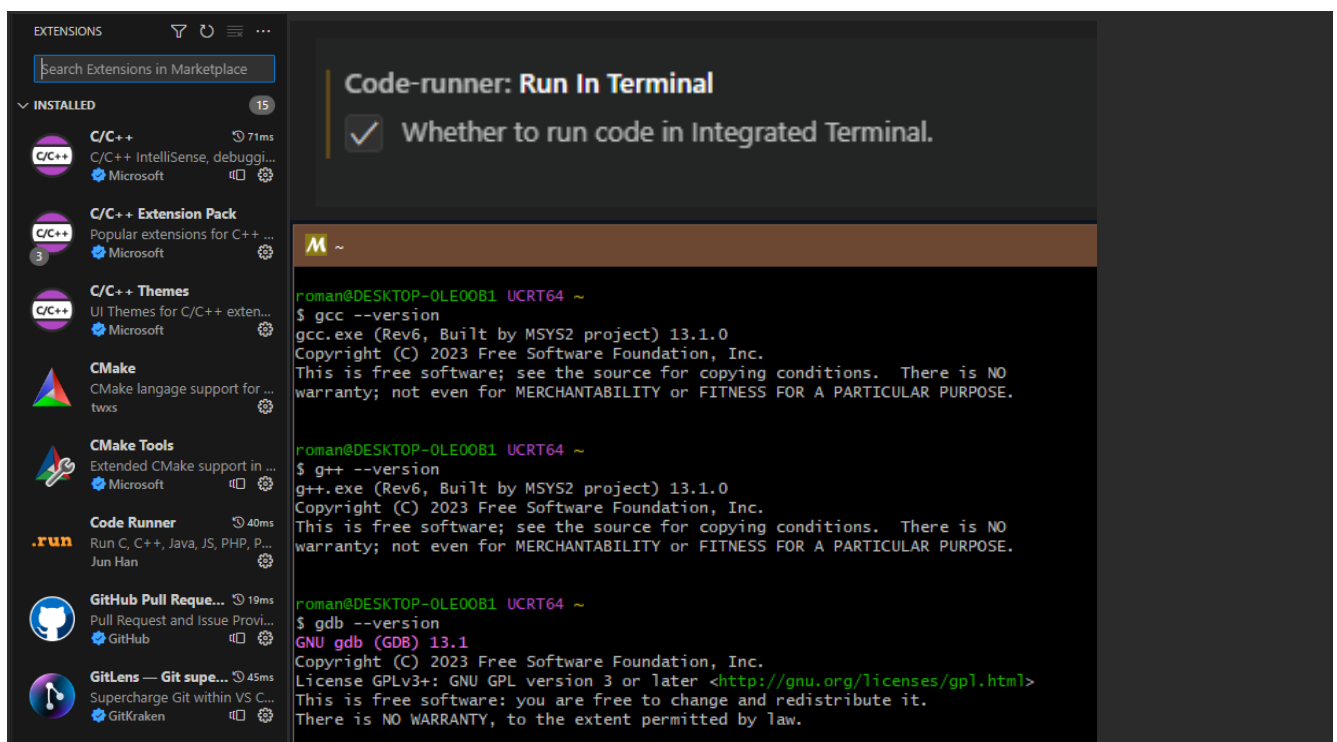 EXTENSIONS
Search Extensions in Marketplace
INSTALLED 15
C/C++ 71ms
C/C++ IntelliSense, debuggi...
Microsoft
C/C++
C/C++ Extension Pack
Popular extensions for C++ ...
Microsoft
C/C++
3
C/C++ Themes
UI Themes for C/C++ exten...
Microsoft
C/C++
CMake
CMake langage support for ...
twxs
CMake Tools
Extended CMake support in ...
Microsoft
Code Runner 40ms
Run C, C++, Java, JS, PHP, P...
Jun Han
.run
GitHub Pull Reque... 19ms
Pull Request and Issue Provi...
GitHub
GitLens — Git supe... 45ms
Supercharge Git within VS C...
GitKraken
Code-runner: Run In Terminal
Whether to run code in Integrated Terminal.
M ~
roman@DESKTOP-OLEOOB1 UCRT64 ~
$ gcc --version
gcc.exe (Rev6, Built by MSYS2 project) 13.1.0
Copyright (C) 2023 Free Software Foundation, Inc.
This is free software; see the source for copying conditions.  There is NO
warranty; not even for MERCHANTABILITY or FITNESS FOR A PARTICULAR PURPOSE.
roman@DESKTOP-OLEOOB1 UCRT64 ~
$ g++ --version
g++.exe (Rev6, Built by MSYS2 project) 13.1.0
Copyright (C) 2023 Free Software Foundation, Inc.
This is free software; see the source for copying conditions.  There is NO
warranty; not even for MERCHANTABILITY or FITNESS FOR A PARTICULAR PURPOSE.
roman@DESKTOP-OLEOOB1 UCRT64 ~
$ gdb --version
GNU gdb (GDB) 13.1
Copyright (C) 2023 Free Software Foundation, Inc.
License GPLv3+: GNU GPL version 3 or later <http://gnu.org/licenses/gpl.html>
This is free software: you are free to change and redistribute it.
There is NO WARRANTY, to the extent permitted by law.